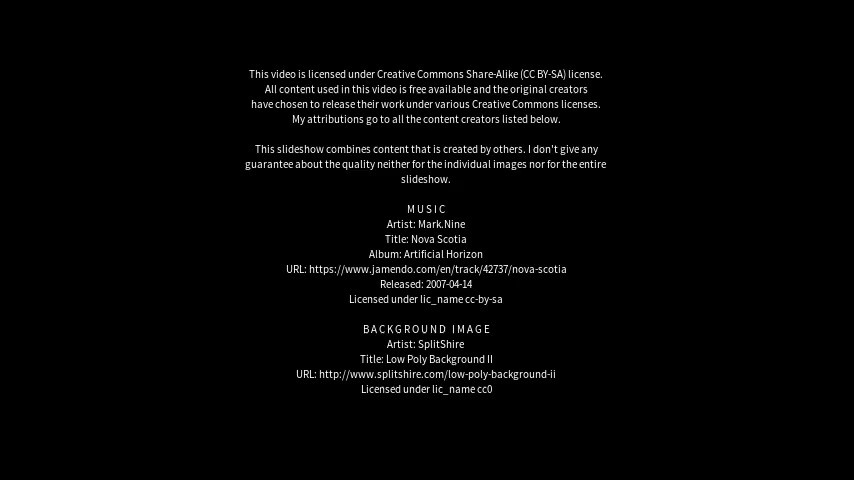 This video is licensed under Creative Commons Share-Alike (CC BY-SA) license.
All content used in this video is free available and the original creators
have chosen to release their work under various Creative Commons licenses.
My attributions go to all the content creators listed below.
This slideshow combines content that is created by others. I don't give any
guarantee about the quality neither for the individual images nor for the entire
slideshow.
MUSIC
Artist: Mark.Nine
Title: Nova Scotia
Album: Artificial Horizon
URL: https://www.jamendo.com/en/track/42737/nova-scotia
Released: 2007-04-14
Licensed under lic_name cc-by-sa
BACKGROUND IMAGE
Artist: SplitShire
Title: Low Poly Background II
URL: http://www.splitshire.com/low-poly-background-ii
Licensed under lic_name cc0